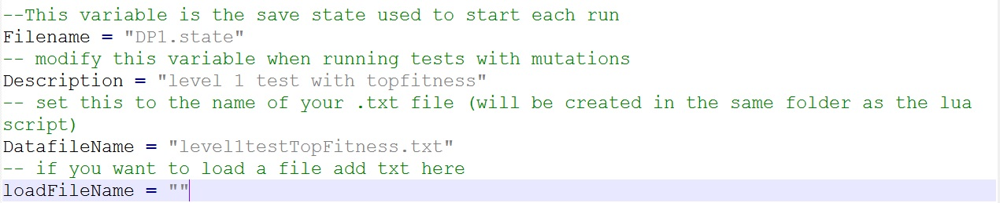 --This variable is the save state used to start each run
Filename = "DP1.state"
-- modify this variable when running tests with mutations
Description = "level 1 test with topfitness"
-- set this to the name of your .txt file (will be created in the same folder as the lua
script)
DatafileName = "level1testTopFitness.txt"
-- if you want to load a file add txt here
loadFileName = ""